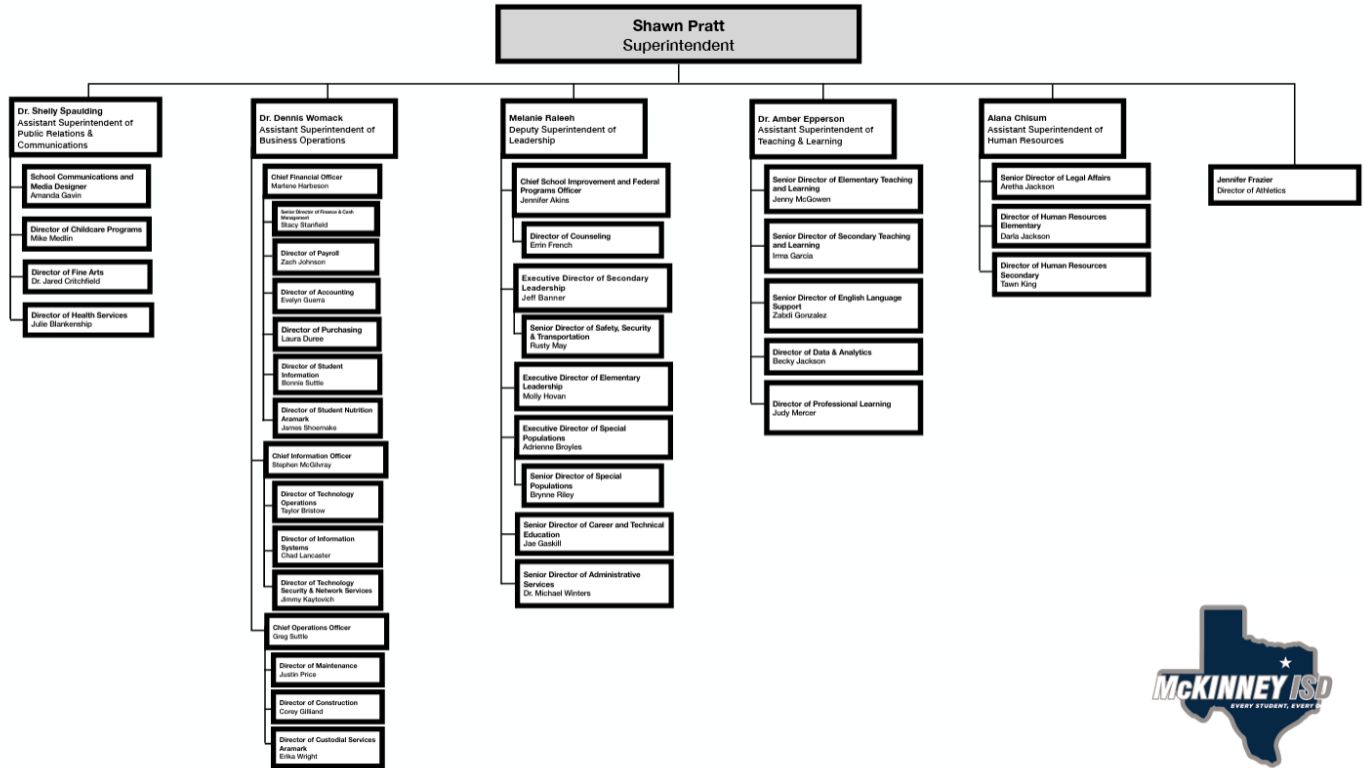 Shawn Pratt
Superintendent
Dr. Shelly Spaulding
Assistant Superintendent of
Public Relations &
Communications
School Communications and
Media Designer
Amanda Gavin
Director of Childcare Programs
Mike Medlin
Director of Fine Arts
Dr. Jared Critchfield
Director of Health Services
Julie Blankenship
Dr. Dennis Womack
Assistant Superintendent of
Business Operations
Chief Financial Officer
Marlene Harbeson
Senior Director of Finance & Cash
Management
Stacy Stanfield
Director of Payroll
Zach Johnson
Director of Accounting
Evelyn Guerra
Director of Purchasing
Laura Duree
Director of Student
Information
Bonnie Suttle
Director of Student Nutrition
Aramark
James Shoemake
Chief Information Officer
Stephen McGilvray
Director of Technology
Operations
Taylor Bristow
Director of Information
Systems
Chad Lancaster
Director of Technology
Security & Network Services
Jimmy Kaytovich
Chief Operations Officer
Greg Suttle
Director of Maintenance
Justin Price
Director of Construction
Corey Gilliand
Director of Custodial Services
Aramark
Erika Wright
Melanie Raleeh
Deputy Superintendent of
Leadership
Chief School Improvement and Federal
Programs Officer
Jennifer Akins
Director of Counseling
Errin French
Executive Director of Secondary
Leadership
Jeff Banner
Senior Director of Safety, Security
& Transportation
Rusty May
Executive Director of Elementary
Leadership
Molly Hovan
Executive Director of Special
Populations
Adrienne Broyles
Senior Director of Special
Populations
Brynne Riley
Senior Director of Career and Technical
Education
Jae Gaskill
Senior Director of Administrative
Services
Dr. Michael Winters
Dr. Amber Epperson
Assistant Superintendent of
Teaching & Learning
Senior Director of Elementary Teaching
and Learning
Jenny McGowen
Senior Director of Secondary Teaching
and Learning
Irma Garcia
Senior Director of English Language
Support
Zabdi Gonzalez
Director of Data & Analytics
Becky Jackson
Director of Professional Learning
Judy Mercer
Alana Chisum
Assistant Superintendent of
Human Resources
Senior Director of Legal Affairs
Aretha Jackson
Director of Human Resources
Elementary
Darla Jackson
Director of Human Resources
Secondary
Tawn King
Jennifer Frazier
Director of Athletics
McKINNEY ISD
EVERY STUDENT, EVERY